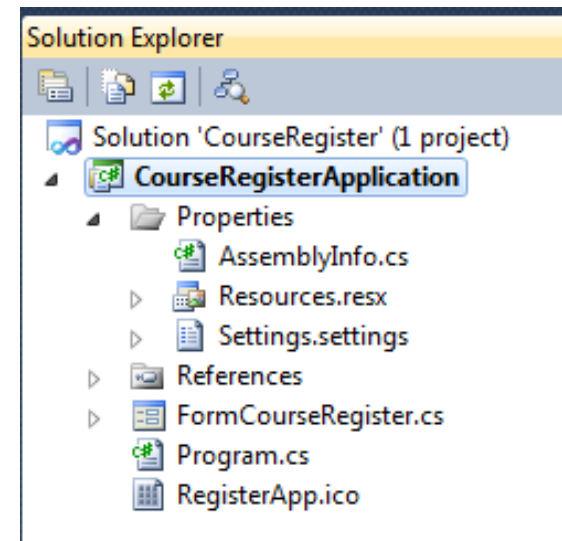 Solution Explorer
Solution 'CourseRegister' (1 project)
CourseRegisterApplication
Properties
AssemblyInfo.cs
Resources.resx
Settings.settings
References
FormCourseRegister.cs
Program.cs
RegisterApp.ico